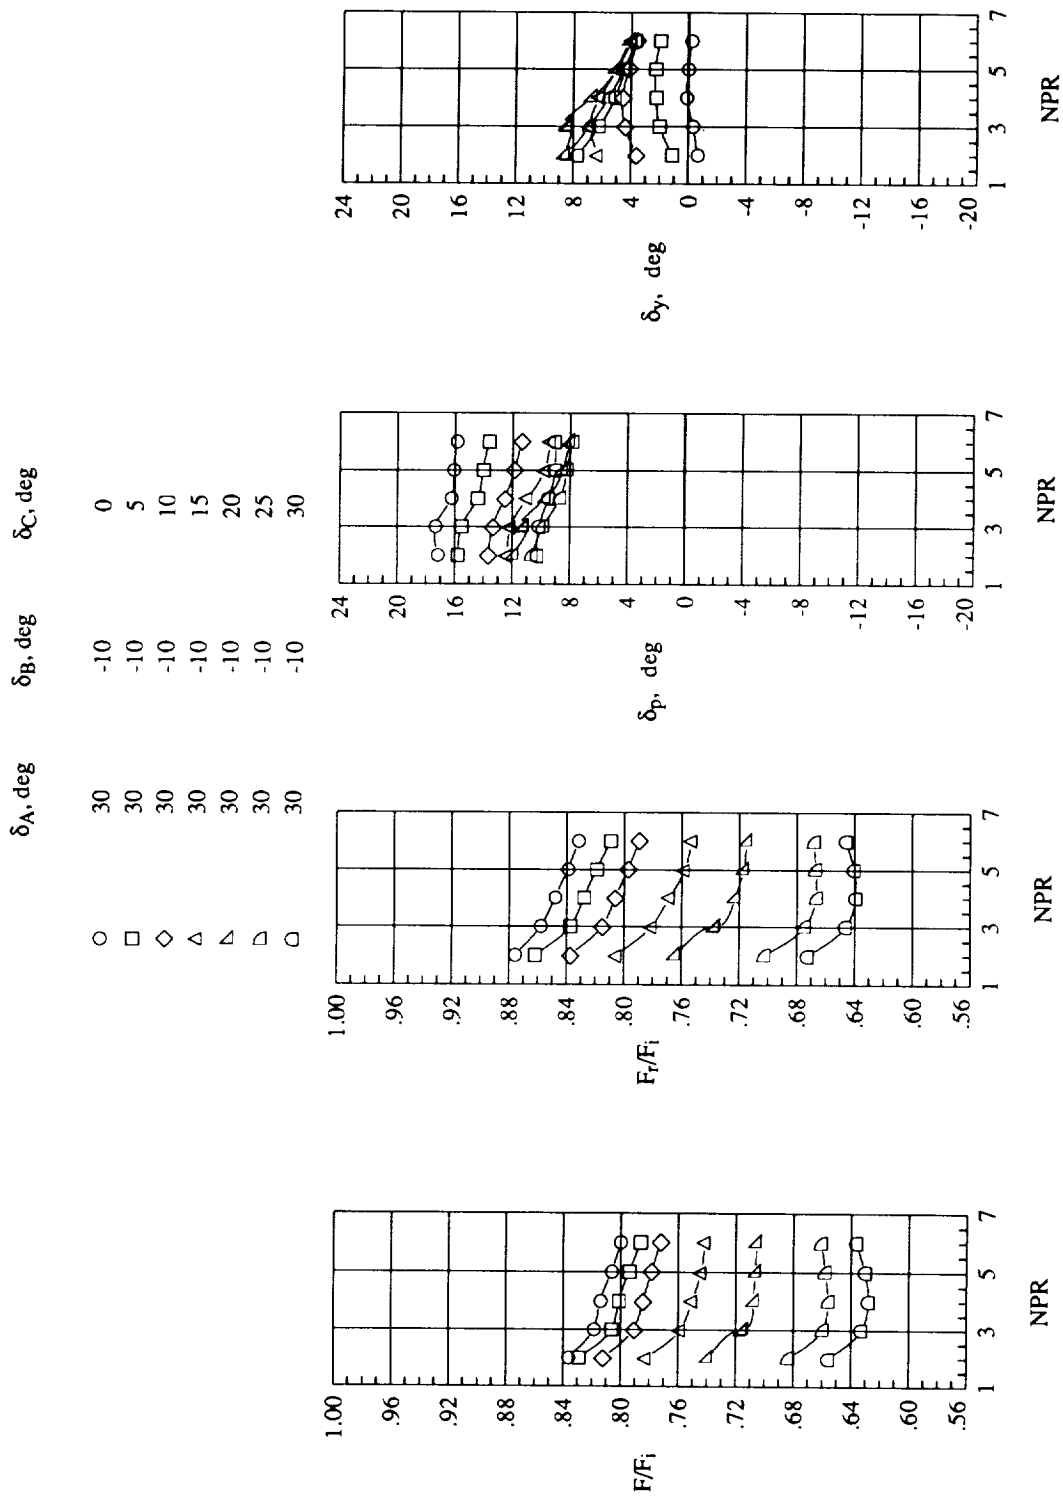 δA, deg δB, deg δC, deg
30 -10 0
30 -10 5
30 -10 10
30 -10 15
30 -10 20
30 -10 25
30 -10 30
1.00
.96
.92
.88
.84
.80
.76
.72
.68
.64
.60
.56
F/Fi
1 3 5 7
NPR
1.00
.96
.92
.88
.84
.80
.76
.72
.68
.64
.60
.56
Fr/Fi
1 3 5 7
NPR
24
20
16
12
8
4
0
-4
-8
-12
-16
-20
δp, deg
1 3 5 7
NPR
24
20
16
12
8
4
0
-4
-8
-12
-16
-20
δy, deg
1 3 5 7
NPR